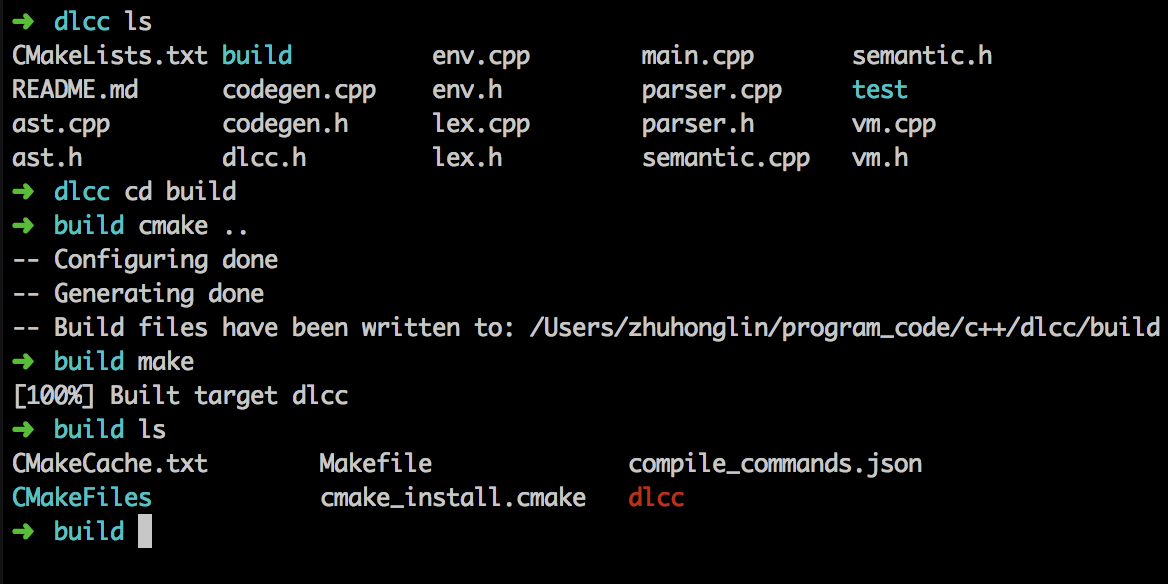 ➜ dlcc ls
CMakeLists.txt build env.cpp main.cpp semantic.h
README.md codegen.cpp env.h parser.cpp test
ast.cpp codegen.h lex.cpp parser.h vm.cpp
ast.h dlcc.h lex.h semantic.cpp vm.h
➜ dlcc cd build
➜ build cmake ..
-- Configuring done
-- Generating done
-- Build files have been written to: /Users/zhuhonglin/program_code/c++/dlcc/build
➜ build make
[100%] Built target dlcc
➜ build ls
CMakeCache.txt Makefile compile_commands.json
CMakeFiles cmake_install.cmake dlcc
➜ build